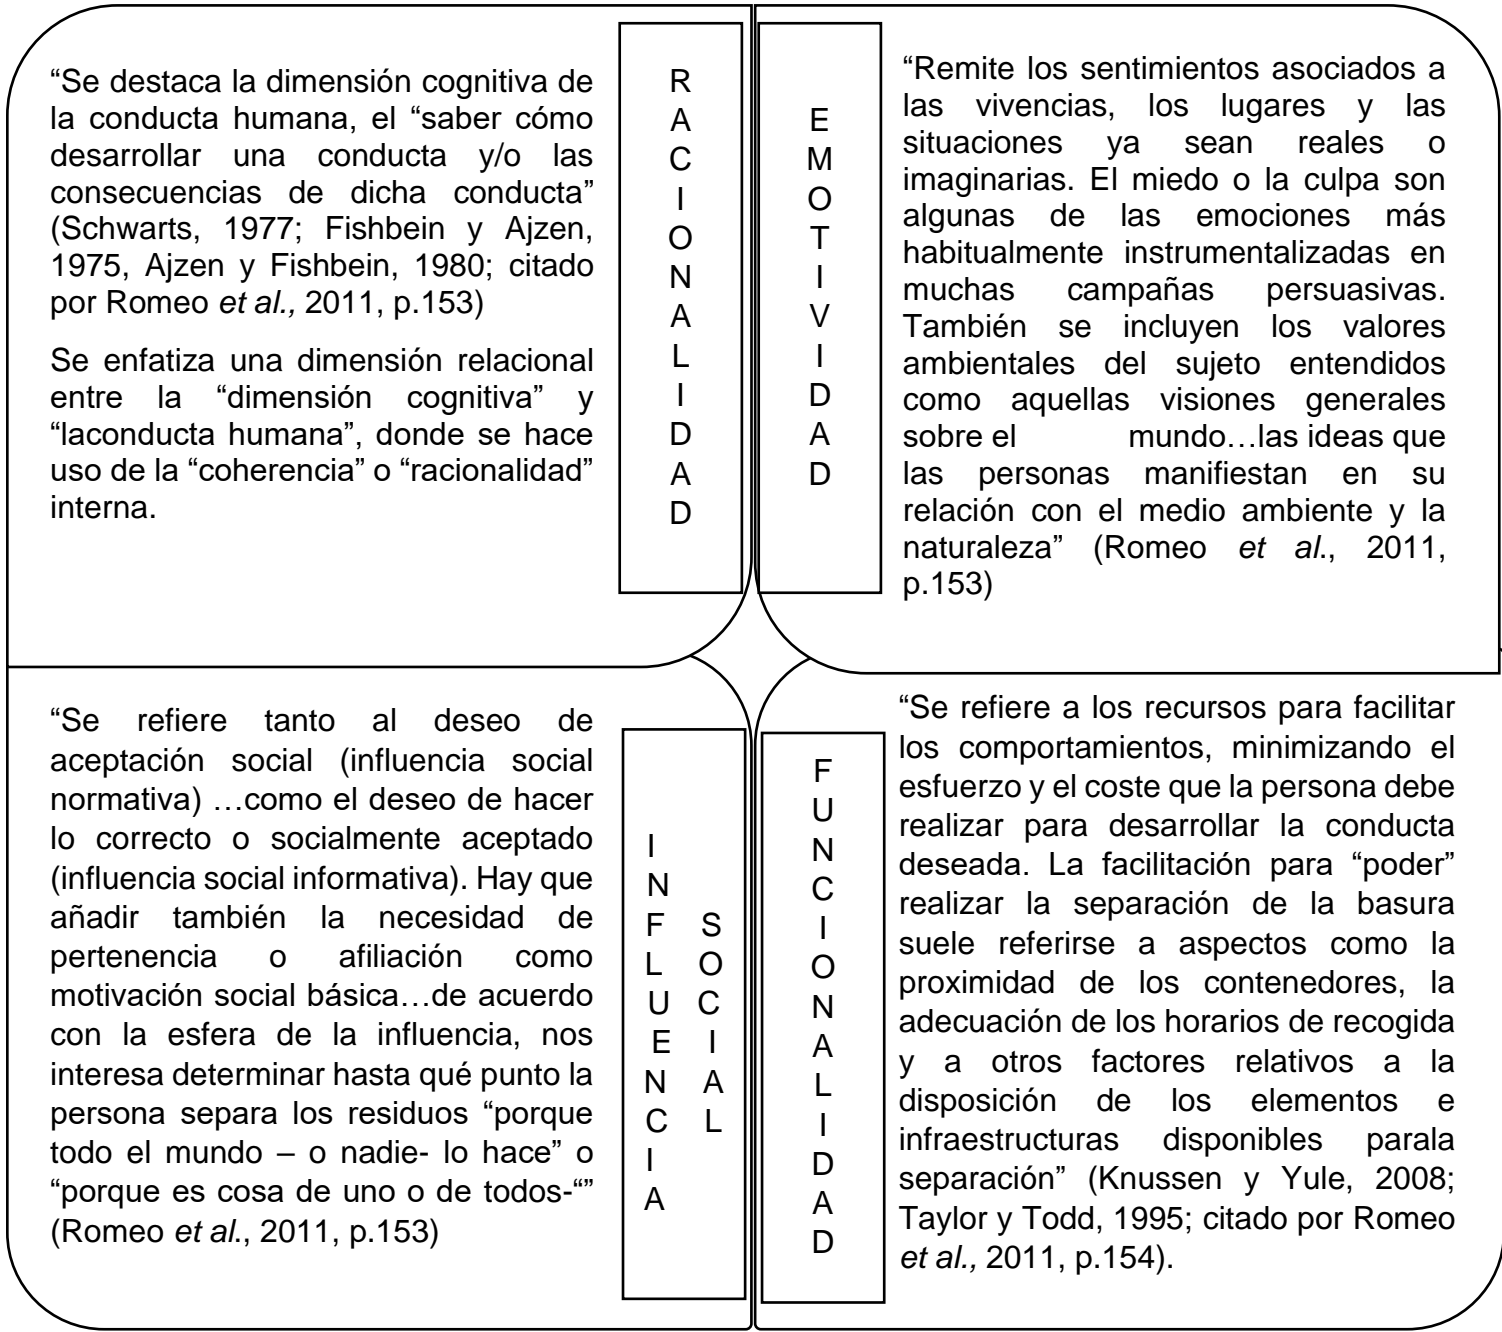 “Se destaca la dimensión cognitiva de
la conducta humana, el “saber cómo
desarrollar una conducta y/o las
consecuencias de dicha conducta”
(Schwarts, 1977; Fishbein y Ajzen,
1975, Ajzen y Fishbein, 1980; citado
por Romeo et al., 2011, p.153)
Se enfatiza una dimensión relacional
entre la “dimensión cognitiva” y
“laconducta humana”, donde se hace
uso de la “coherencia” o “racionalidad”
interna.
RACIONALIDAD
EMOTIVIDAD
“Remite los sentimientos asociados a
las vivencias, los lugares y las
situaciones ya sean reales o
imaginarias. El miedo o la culpa son
algunas de las emociones más
habitualmente instrumentalizadas en
muchas campañas persuasivas.
También se incluyen los valores
ambientales del sujeto entendidos
como aquellas visiones generales
sobre el mundo…las ideas que
las personas manifiestan en su
relación con el medio ambiente y la
naturaleza” (Romeo et al., 2011,
p.153)
“Se refiere tanto al deseo de
aceptación social (influencia social
normativa) …como el deseo de hacer
lo correcto o socialmente aceptado
(influencia social informativa). Hay que
añadir también la necesidad de
pertenencia o afiliación como
motivación social básica…de acuerdo
con la esfera de la influencia, nos
interesa determinar hasta qué punto la
persona separa los residuos “porque
todo el mundo – o nadie- lo hace” o
“porque es cosa de uno o de todos-“”
(Romeo et al., 2011, p.153)
INFLUENCIA
SOCIAL
FUNCIONALIDAD
“Se refiere a los recursos para facilitar
los comportamientos, minimizando el
esfuerzo y el coste que la persona debe
realizar para desarrollar la conducta
deseada. La facilitación para “poder”
realizar la separación de la basura
suele referirse a aspectos como la
proximidad de los contenedores, la
adecuación de los horarios de recogida
y a otros factores relativos a la
disposición de los elementos e
infraestructuras disponibles parala
separación” (Knussen y Yule, 2008;
Taylor y Todd, 1995; citado por Romeo
et al., 2011, p.154).